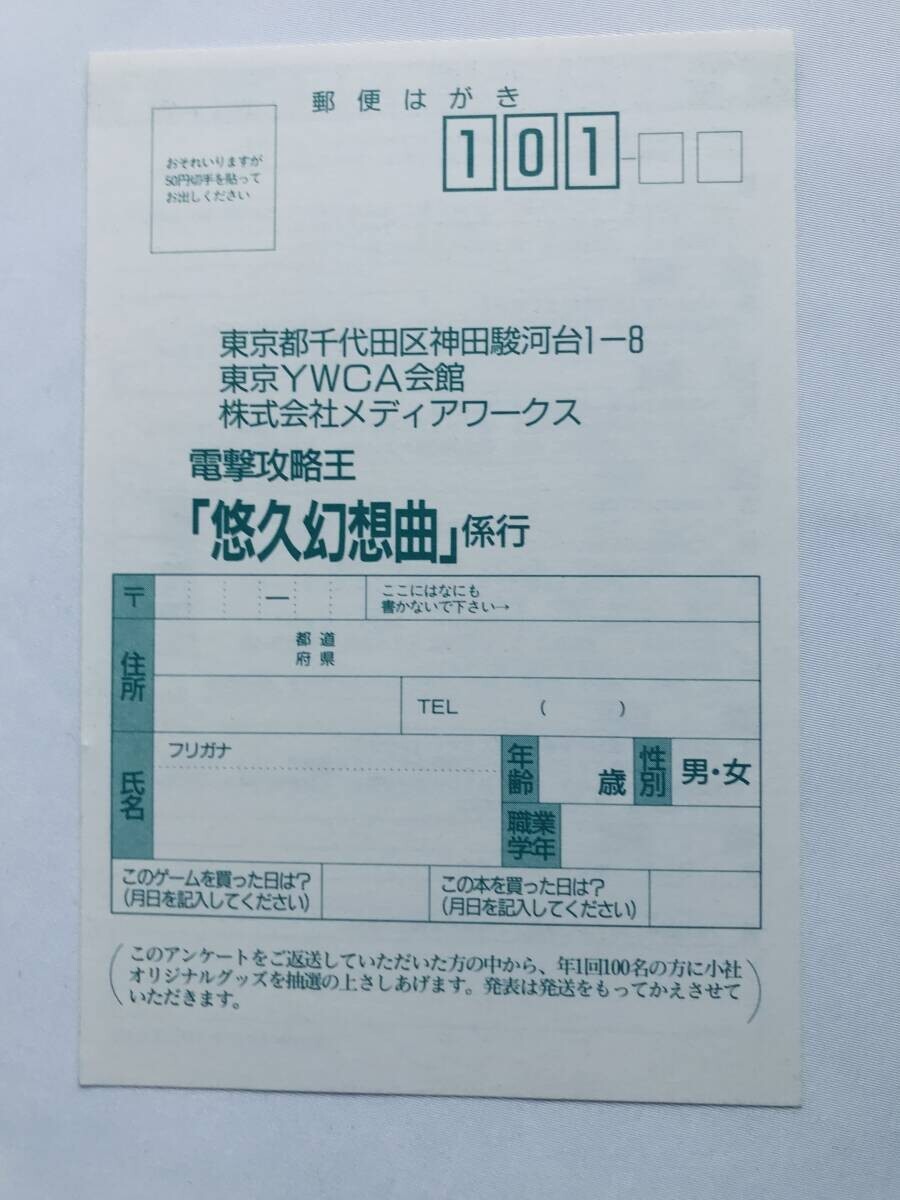 郵便はがき
おそれいりますが
50円切手を貼って
お出しください
101-
東京都千代田区神田駿河台1-8
東京YWCA会館
株式会社メディアワークス
電撃攻略王
「悠久幻想曲」係行
〒 ー ここにはなにも
書かないで下さい→
住所 都道
府県
TEL ( )
氏名 フリガナ
年齢 歳 性別 男・女
職業
学年
このゲームを買った日は?
(月日を記入してください)
この本を買った日は?
(月日を記入してください)
(このアンケートをご返送していただいた方の中から、年1回100名の方に小社
オリジナルグッズを抽選の上さしあげます。発表は発送をもってかえさせて
いただきます。)